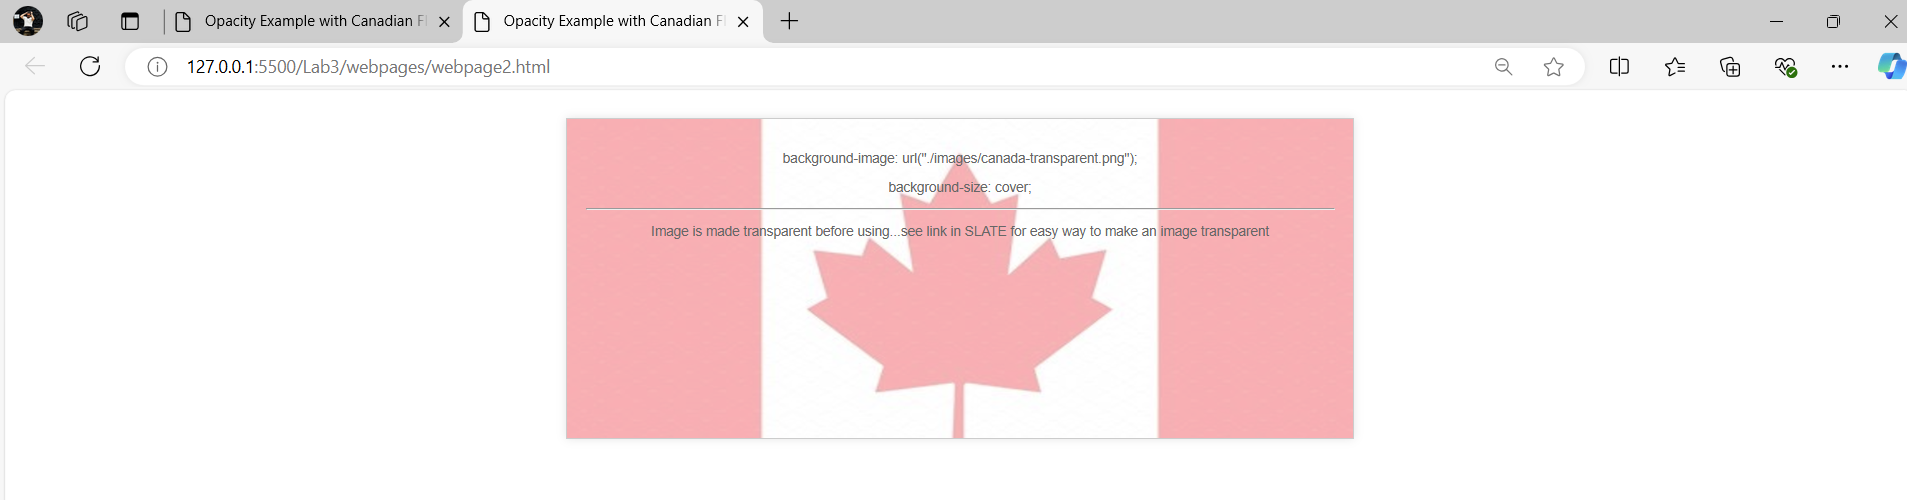 Opacity Example with Canadian Fl
Opacity Example with Canadian Fl
127.0.0.1:5500/Lab3/webpages/webpage2.html
background-image: url("./images/canada-transparent.png");
background-size: cover;
Image is made transparent before using...see link in SLATE for easy way to make an image transparent